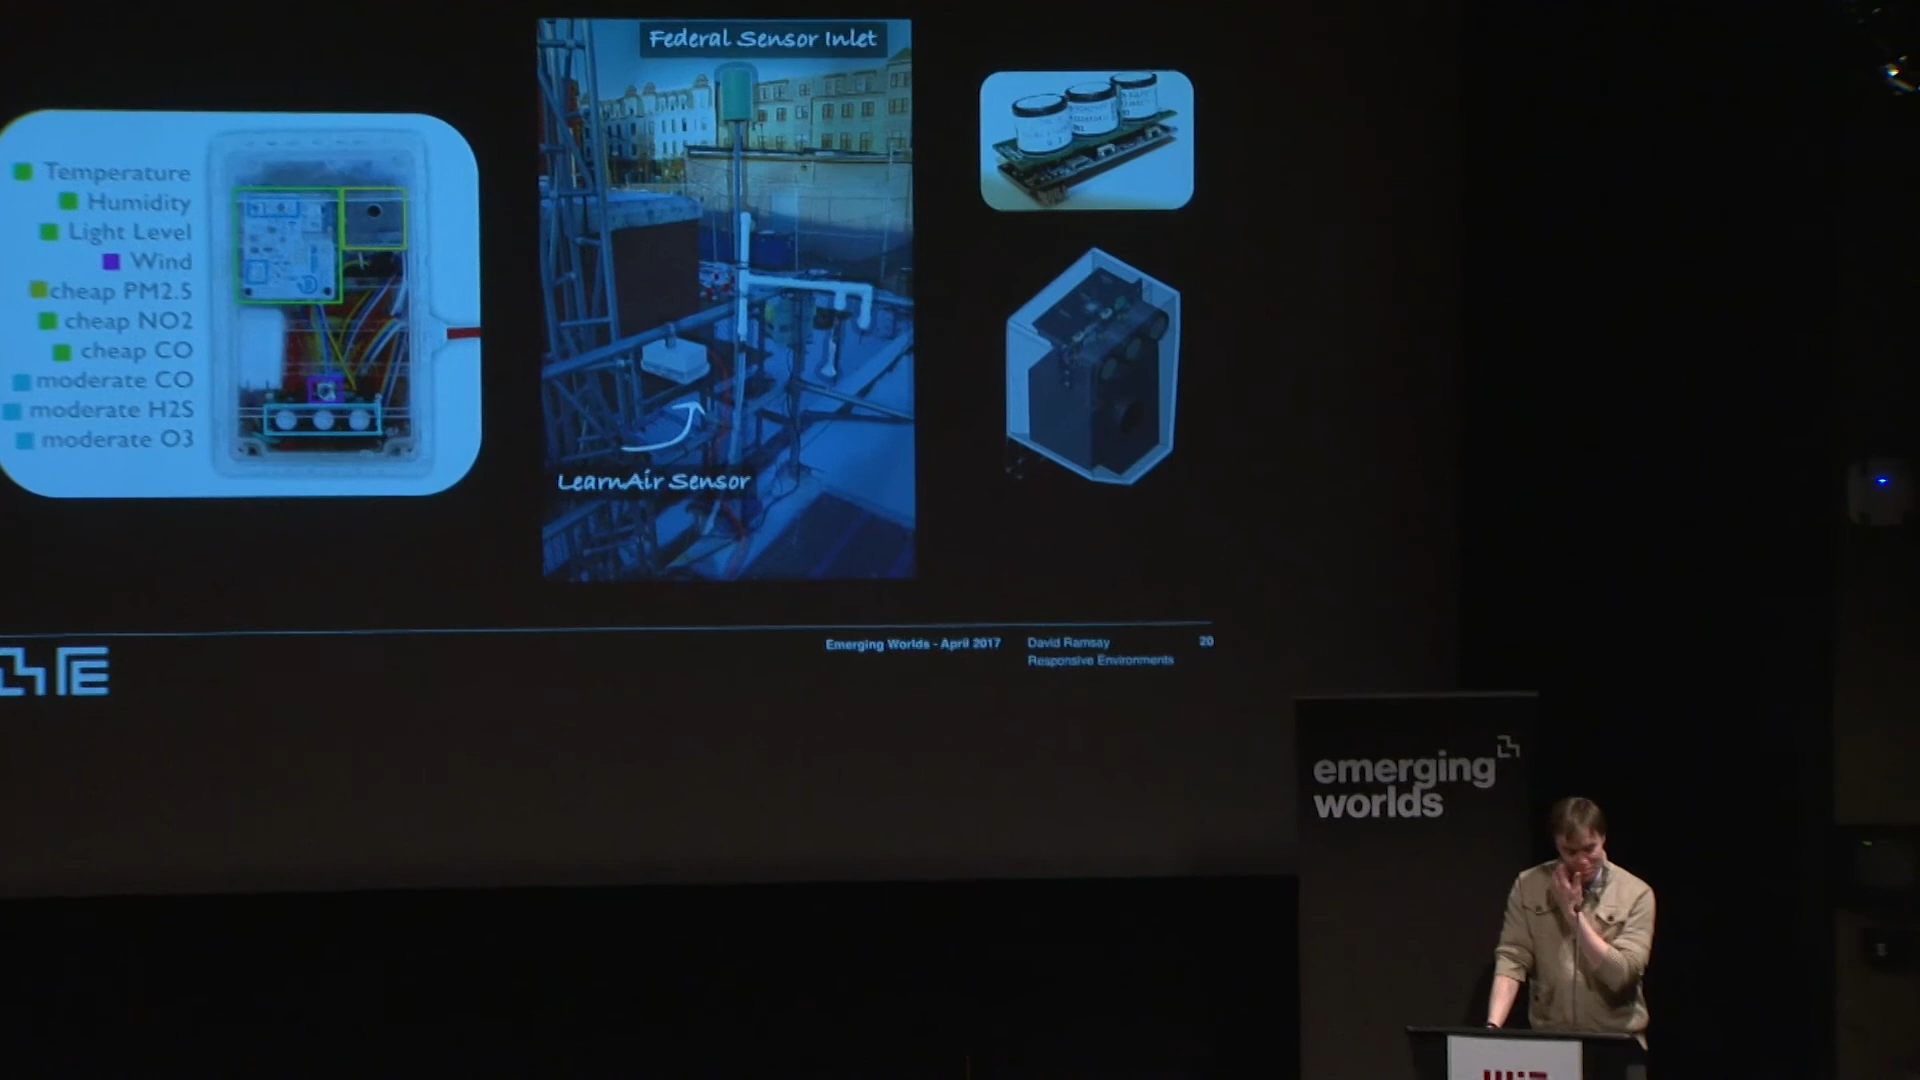 Federal Sensor Inlet
Temperature
Humidity
Light Level
Wind
cheap PM2.5
cheap NO2
cheap CO
moderate CO
moderate H2S
moderate O3
LearnAir Sensor
Emerging Worlds - April 2017
David Ramsay
20
Responsive Environments
emerging
worlds